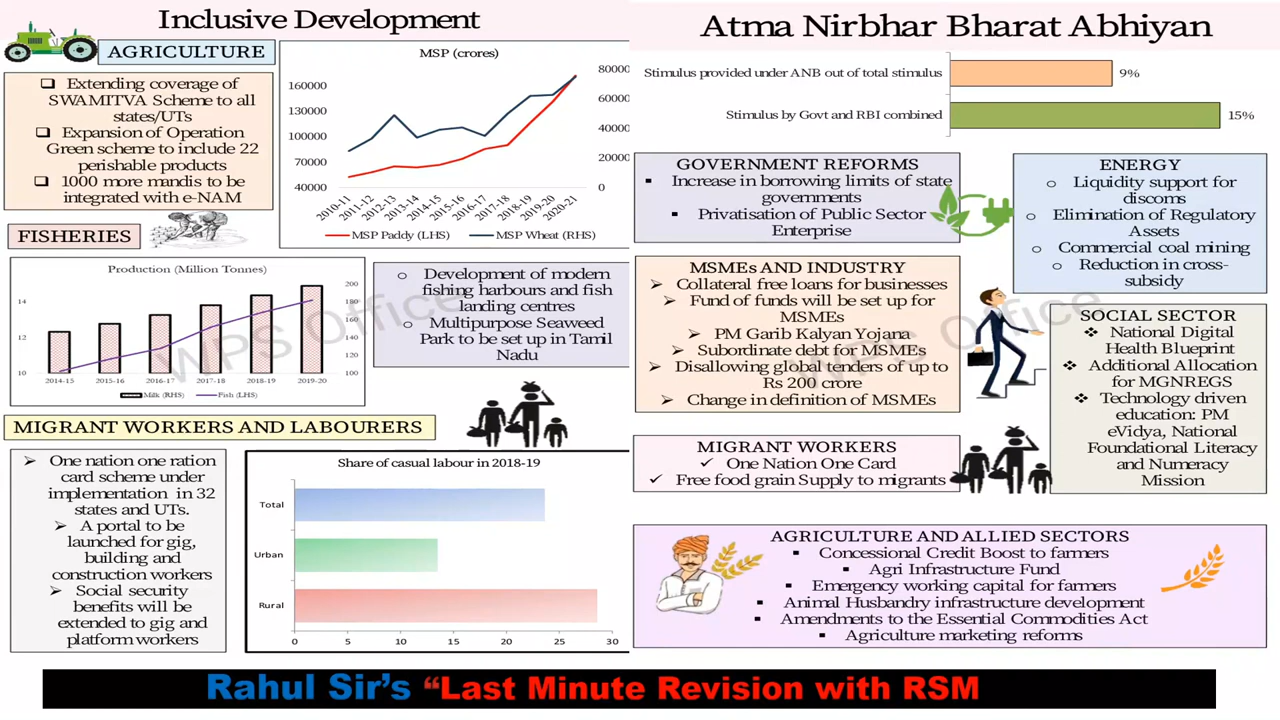 Inclusive Development
AGRICULTURE
❑ Extending coverage of
SWAMITVA Scheme to all
states/UTs
❑ Expansion of Operation
Green scheme to include 22
perishable products
❑ 1000 more mandis to be
integrated with e-NAM
MSP (crores)
160000
130000
100000
70000
40000
80000
60000
40000
20000
0
2010-11
2011-12
2012-13
2013-14
2014-15
2015-16
2016-17
2017-18
2018-19
2019-20
2020-21
MSP Paddy (LHS)
MSP Wheat (RHS)
FISHERIES
Production (Million Tonnes)
14
12
10
200
180
160
140
120
100
2014-15
2015-16
2016-17
2017-18
2018-19
2019-20
Milk (RHS)
Fish (LHS)
o Development of modern
fishing harbours and fish
landing centres
o Multipurpose Seaweed
Park to be set up in Tamil
Nadu
WPS Office
MIGRANT WORKERS AND LABOURERS
➢ One nation one ration
card scheme under
implementation in 32
states and UTs.
➢ A portal to be
launched for gig,
building and
construction workers
➢ Social security
benefits will be
extended to gig and
platform workers
Share of casual labour in 2018-19
Total
Urban
Rural
0 5 10 15 20 25 30
Atma Nirbhar Bharat Abhiyan
Stimulus provided under ANB out of total stimulus
9%
Stimulus by Govt and RBI combined
15%
GOVERNMENT REFORMS
▪ Increase in borrowing limits of state
governments
▪ Privatisation of Public Sector
Enterprise
ENERGY
o Liquidity support for
discoms
o Elimination of Regulatory
Assets
o Commercial coal mining
o Reduction in cross-
subsidy
MSMEs AND INDUSTRY
➢ Collateral free loans for businesses
➢ Fund of funds will be set up for
MSMEs
➢ PM Garib Kalyan Yojana
➢ Subordinate debt for MSMEs
➢ Disallowing global tenders of up to
Rs 200 crore
➢ Change in definition of MSMEs
WPS Office
SOCIAL SECTOR
❖ National Digital
Health Blueprint
❖ Additional Allocation
for MGNREGS
❖ Technology driven
education: PM
eVidya, National
Foundational Literacy
and Numeracy
Mission
MIGRANT WORKERS
✓ One Nation One Card
✓ Free food grain Supply to migrants
AGRICULTURE AND ALLIED SECTORS
▪ Concessional Credit Boost to farmers
▪ Agri Infrastructure Fund
▪ Emergency working capital for farmers
▪ Animal Husbandry infrastructure development
▪ Amendments to the Essential Commodities Act
▪ Agriculture marketing reforms
Rahul Sir’s “Last Minute Revision with RSM